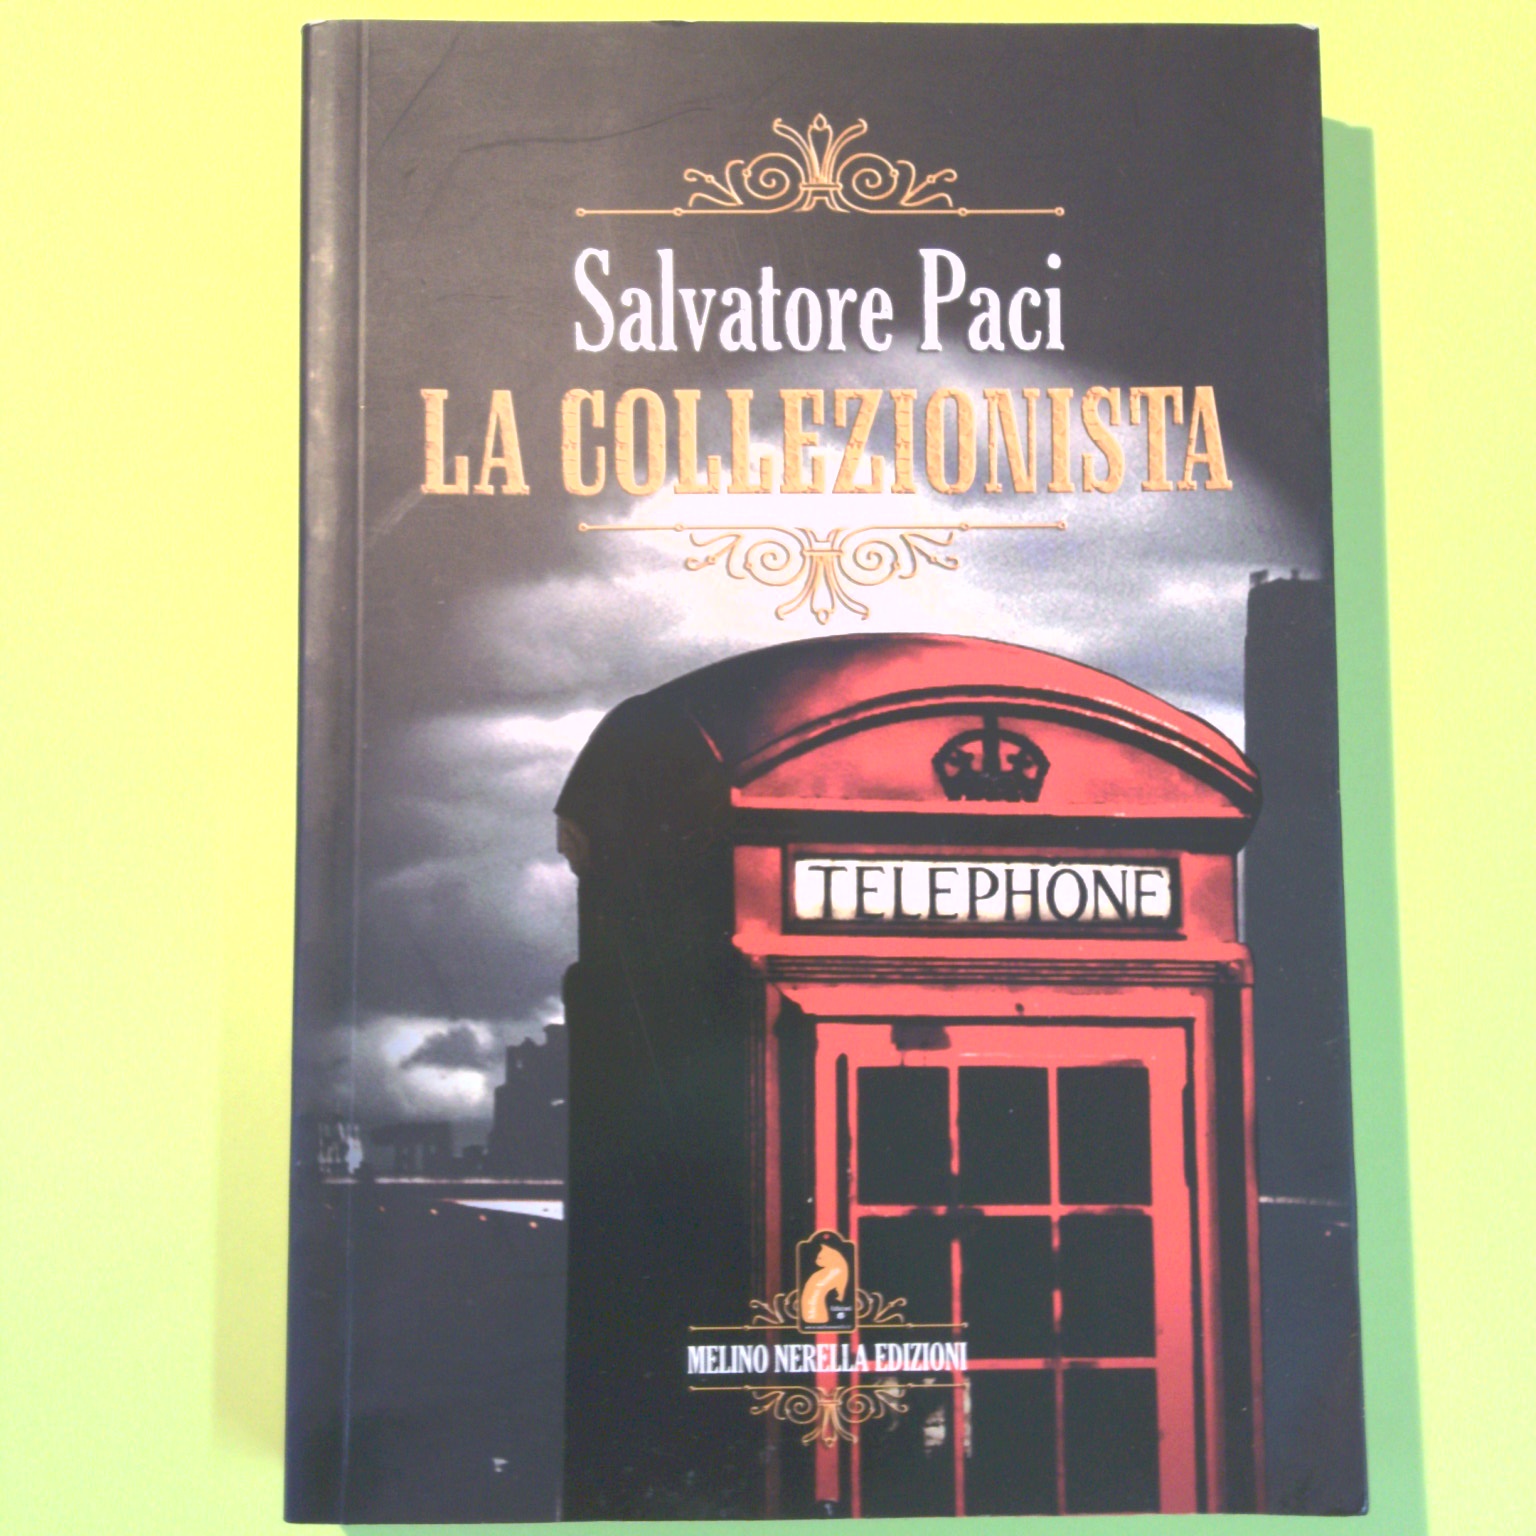 Salvatore Paci
LA COLLEZIONISTA
TELEPHONE
MELINO NERELLA EDIZIONI